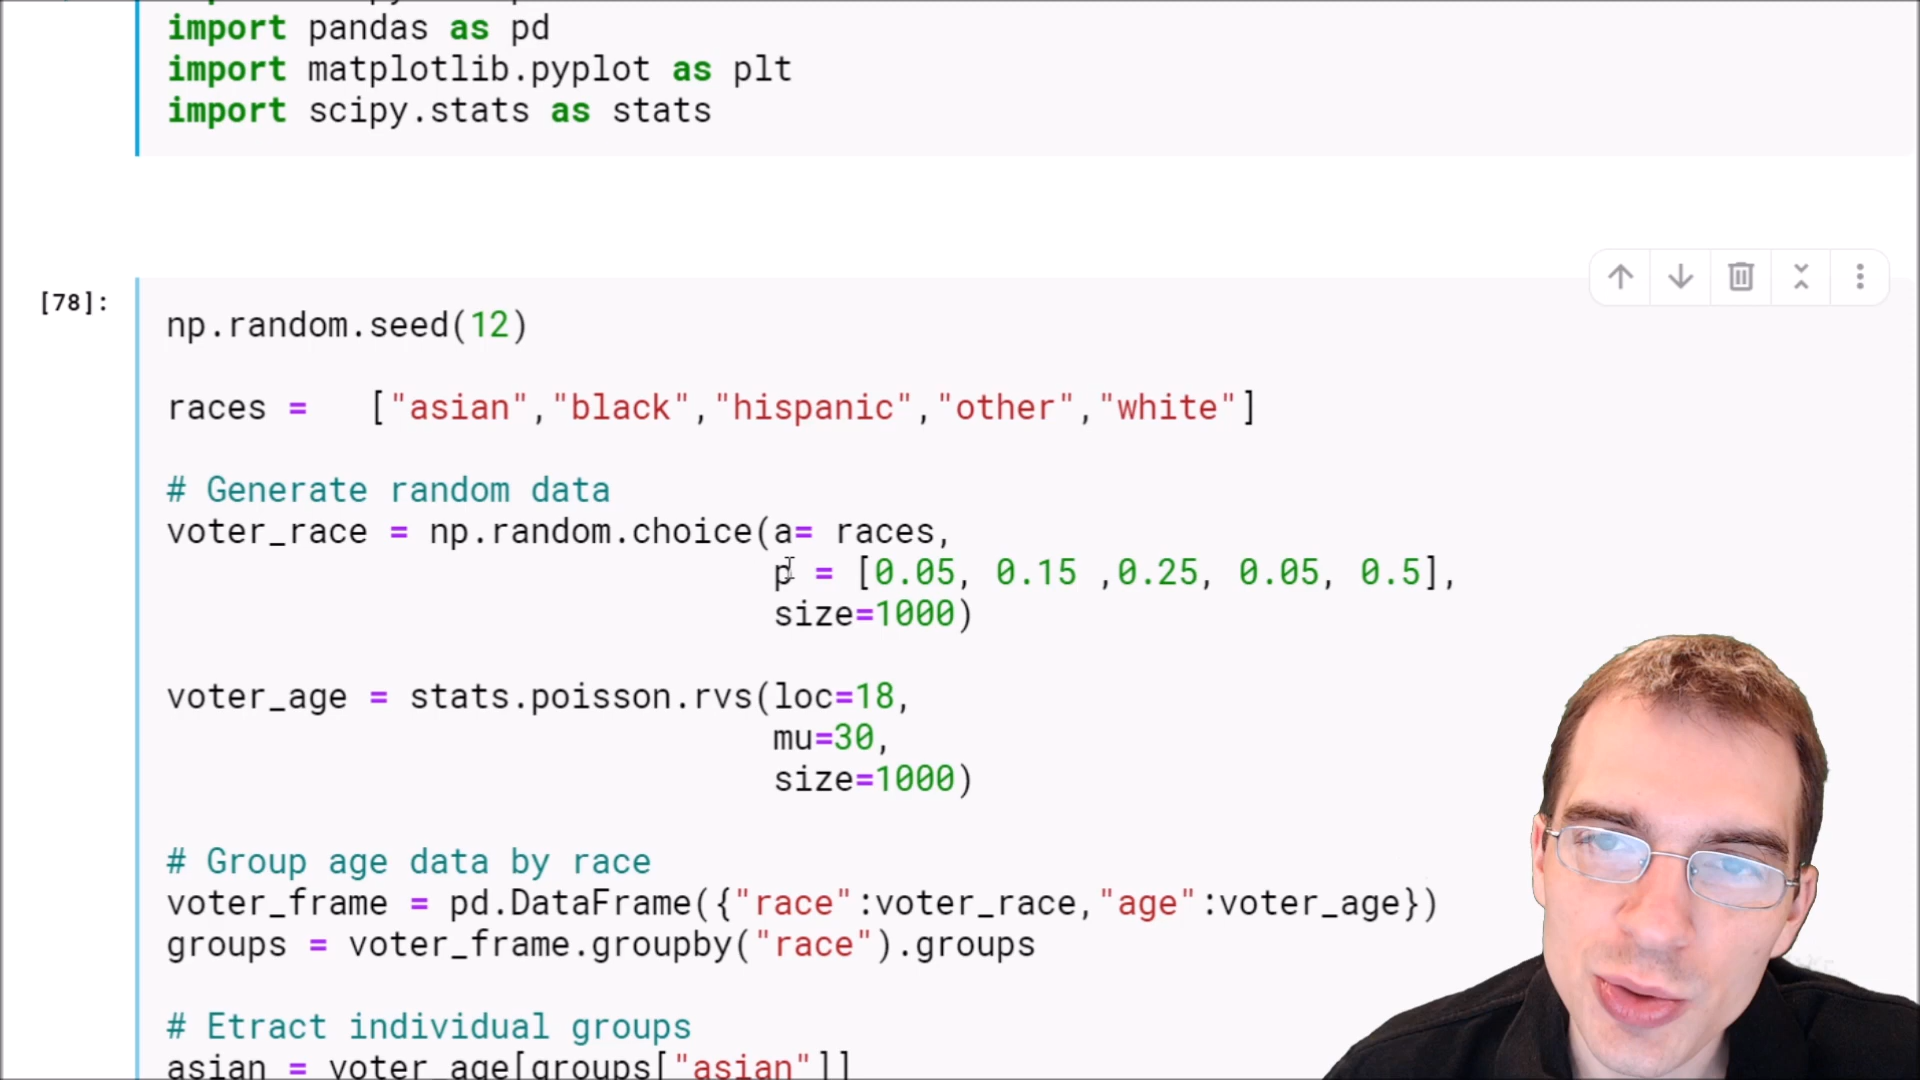 import pandas as pd
import matplotlib.pyplot as plt
import scipy.stats as stats
[78]:
np.random.seed(12)
races =   ["asian","black","hispanic","other","white"]
# Generate random data
voter_race = np.random.choice(a= races,
p = [0.05, 0.15 ,0.25, 0.05, 0.5],
size=1000)
voter_age = stats.poisson.rvs(loc=18,
mu=30,
size=1000)
# Group age data by race
voter_frame = pd.DataFrame({"race":voter_race,"age":voter_age})
groups = voter_frame.groupby("race").groups
# Etract individual groups
asian = voter_age[groups["asian"]]